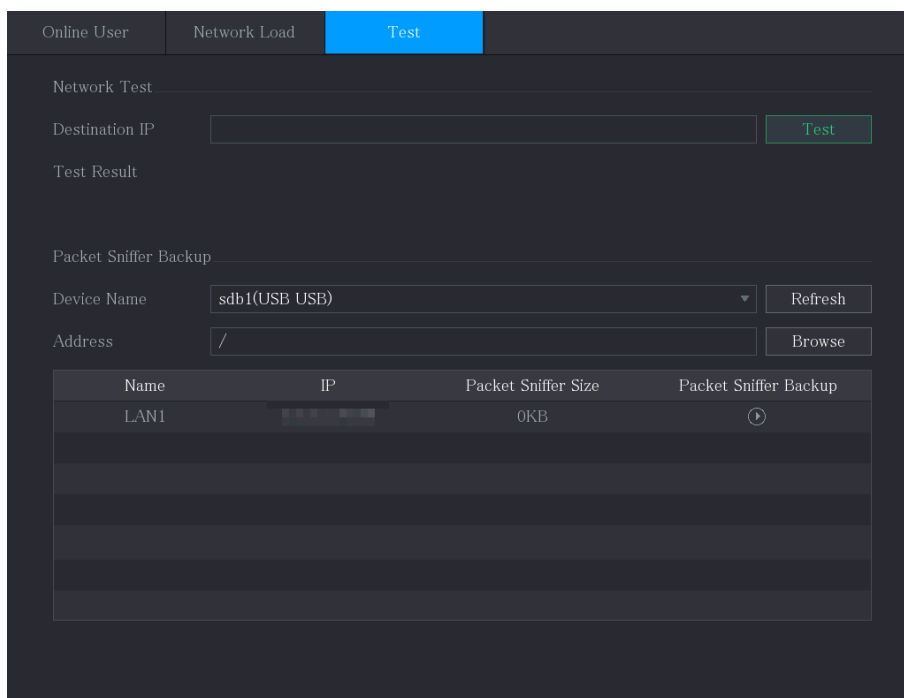 Online User Network Load Test
Network Test
Destination IP Test
Test Result
Packet Sniffer Backup
Device Name sdb1(USB USB) Refresh
Address / Browse
Name IP Packet Sniffer Size Packet Sniffer Backup
LAN1 0KB